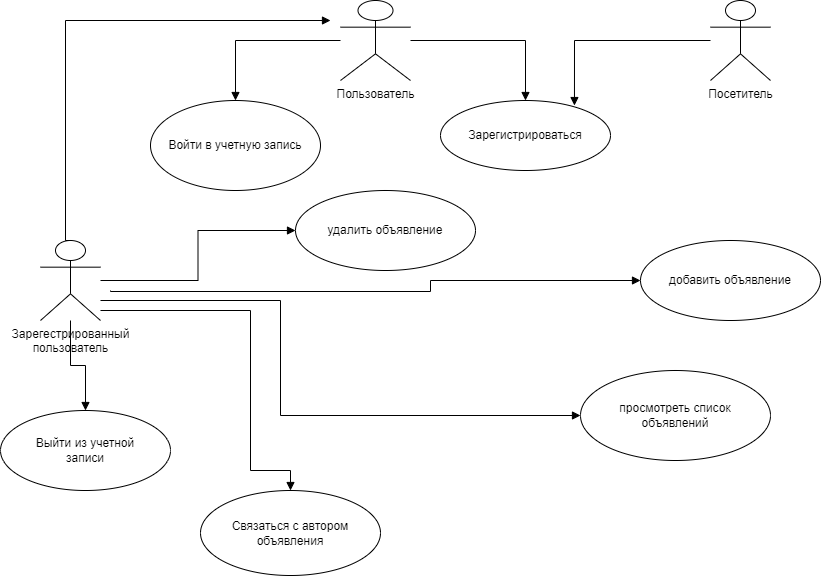 Пользователь
Посетитель
Войти в учетную запись
Зарегистрироваться
удалить объявление
добавить объявление
Зарегестрированный
пользователь
просмотреть список
объявлений
Выйти из учетной
записи
Связаться с автором
объявления